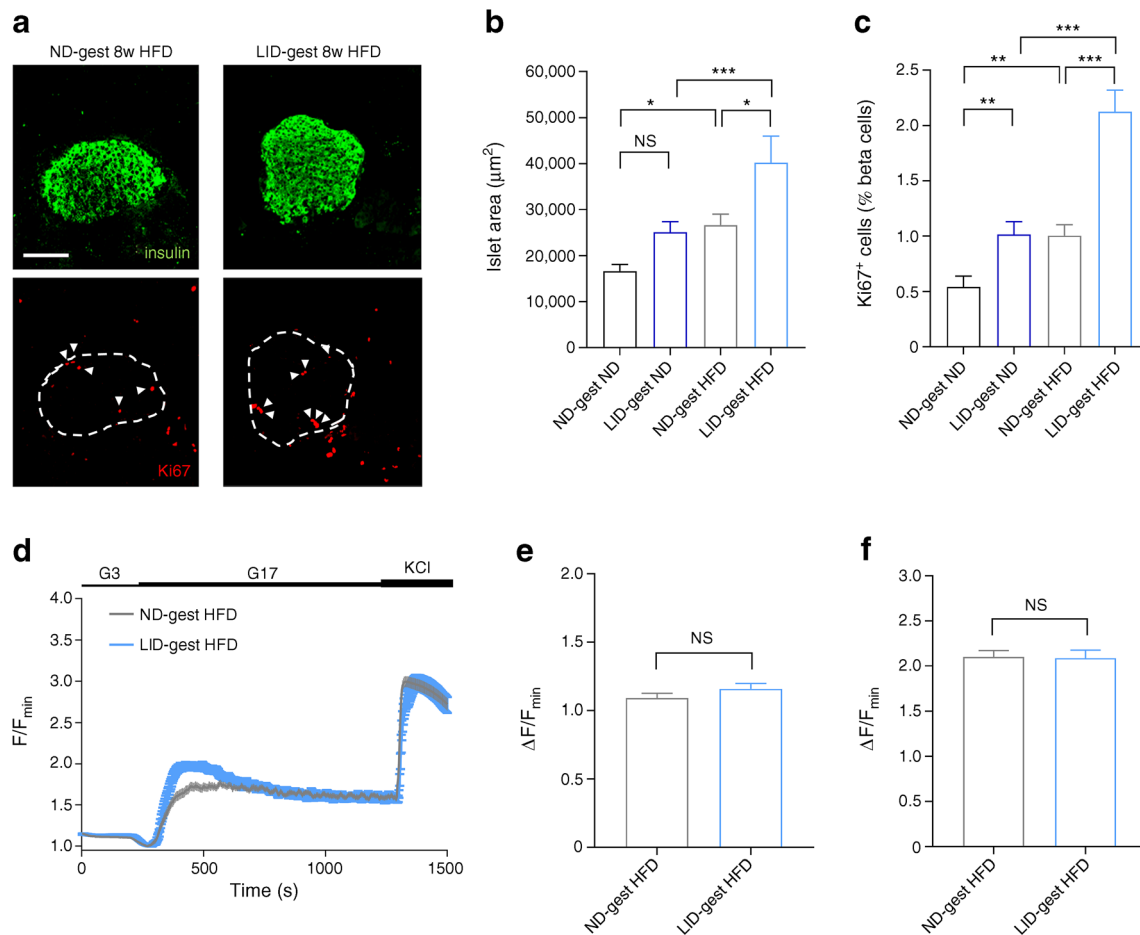 a
ND-gest 8w HFD
LID-gest 8w HFD
insulin
Ki67
b
Islet area (μm²)
60,000
50,000
40,000
30,000
20,000
10,000
0
NS
*
*
***
ND-gest ND
LID-gest ND
ND-gest HFD
LID-gest HFD
c
Ki67⁺ cells (% beta cells)
2.5
2.0
1.5
1.0
0.5
0
**
**
***
***
ND-gest ND
LID-gest ND
ND-gest HFD
LID-gest HFD
d
G3
G17
KCl
F/Fmin
4.0
3.5
3.0
2.5
2.0
1.5
1.0
ND-gest HFD
LID-gest HFD
0
500
1000
1500
Time (s)
e
ΔF/Fmin
2.0
1.5
1.0
0.5
0
NS
ND-gest HFD
LID-gest HFD
f
ΔF/Fmin
3.0
2.5
2.0
1.5
1.0
0.5
0
NS
ND-gest HFD
LID-gest HFD